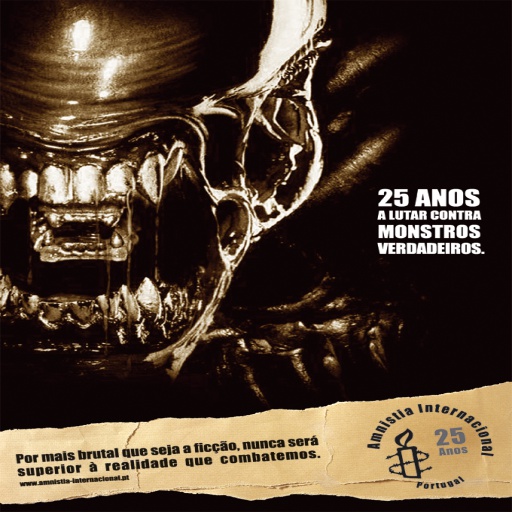 25 ANOS
A LUTAR CONTRA
MONSTROS
VERDADEIROS.
Por mais brutal que seja a ficção, nunca será
superior à realidade que combatemos.
www.amnistia-internacional.pt
Amnistia Internacional
25
Anos
Portugal